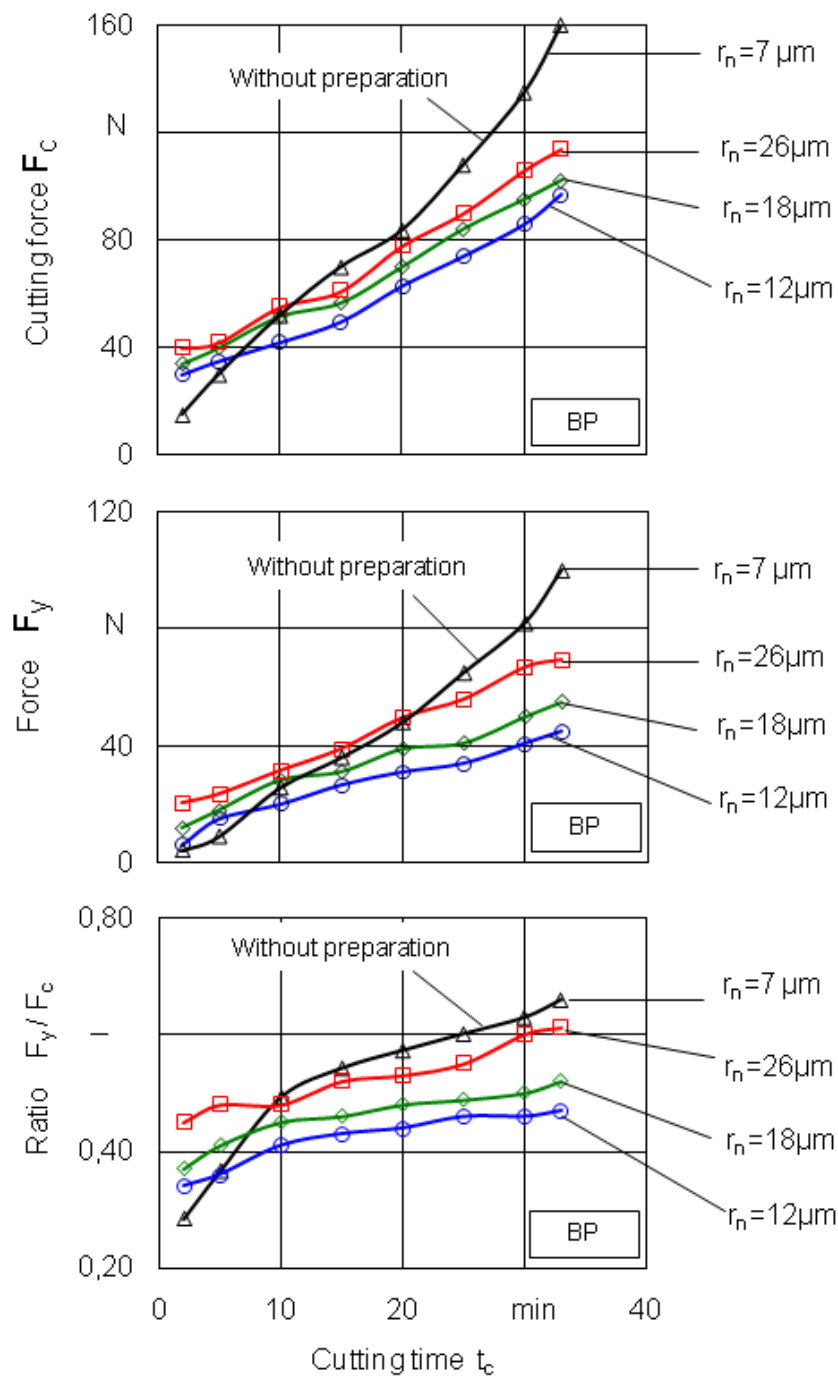 160
Without preparation
N
Cutting force F_c
80
40
0
r_n=7 µm
r_n=26µm
r_n=18µm
r_n=12µm
BP
120
Without preparation
N
Force F_y
40
0
r_n=7 µm
r_n=26µm
r_n=18µm
r_n=12µm
BP
0,80
Without preparation
Ratio F_y / F_c
0,40
0,20
r_n=7 µm
r_n=26µm
r_n=18µm
r_n=12µm
BP
0 10 20 min 40
Cutting time t_c